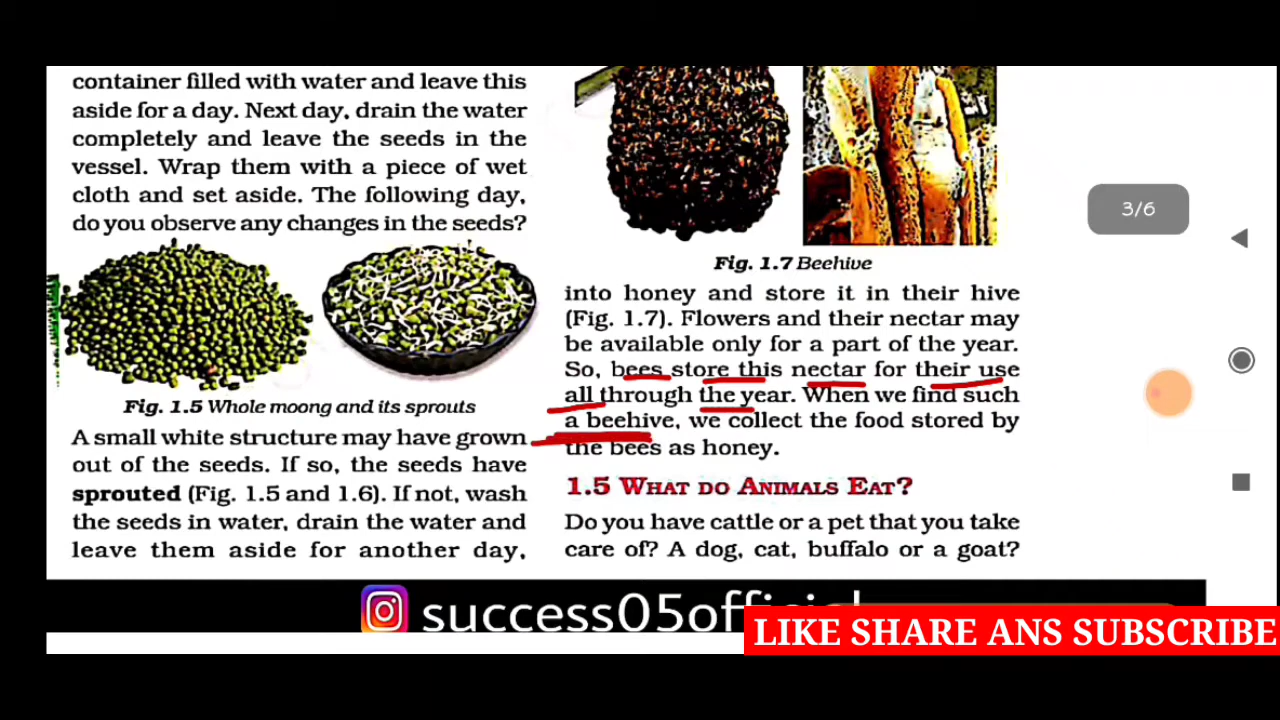 container filled with water and leave this
aside for a day. Next day, drain the water
completely and leave the seeds in the
vessel. Wrap them with a piece of wet
cloth and set aside. The following day,
do you observe any changes in the seeds?
Fig. 1.5 Whole moong and its sprouts
A small white structure may have grown
out of the seeds. If so, the seeds have
sprouted (Fig. 1.5 and 1.6). If not, wash
the seeds in water, drain the water and
leave them aside for another day,
Fig. 1.7 Beehive
into honey and store it in their hive
(Fig. 1.7). Flowers and their nectar may
be available only for a part of the year.
So, bees store this nectar for their use
all through the year. When we find such
a beehive, we collect the food stored by
the bees as honey.
1.5 WHAT DO ANIMALS EAT?
Do you have cattle or a pet that you take
care of? A dog, cat, buffalo or a goat?
3/6
success05official
LIKE SHARE ANS SUBSCRIBE